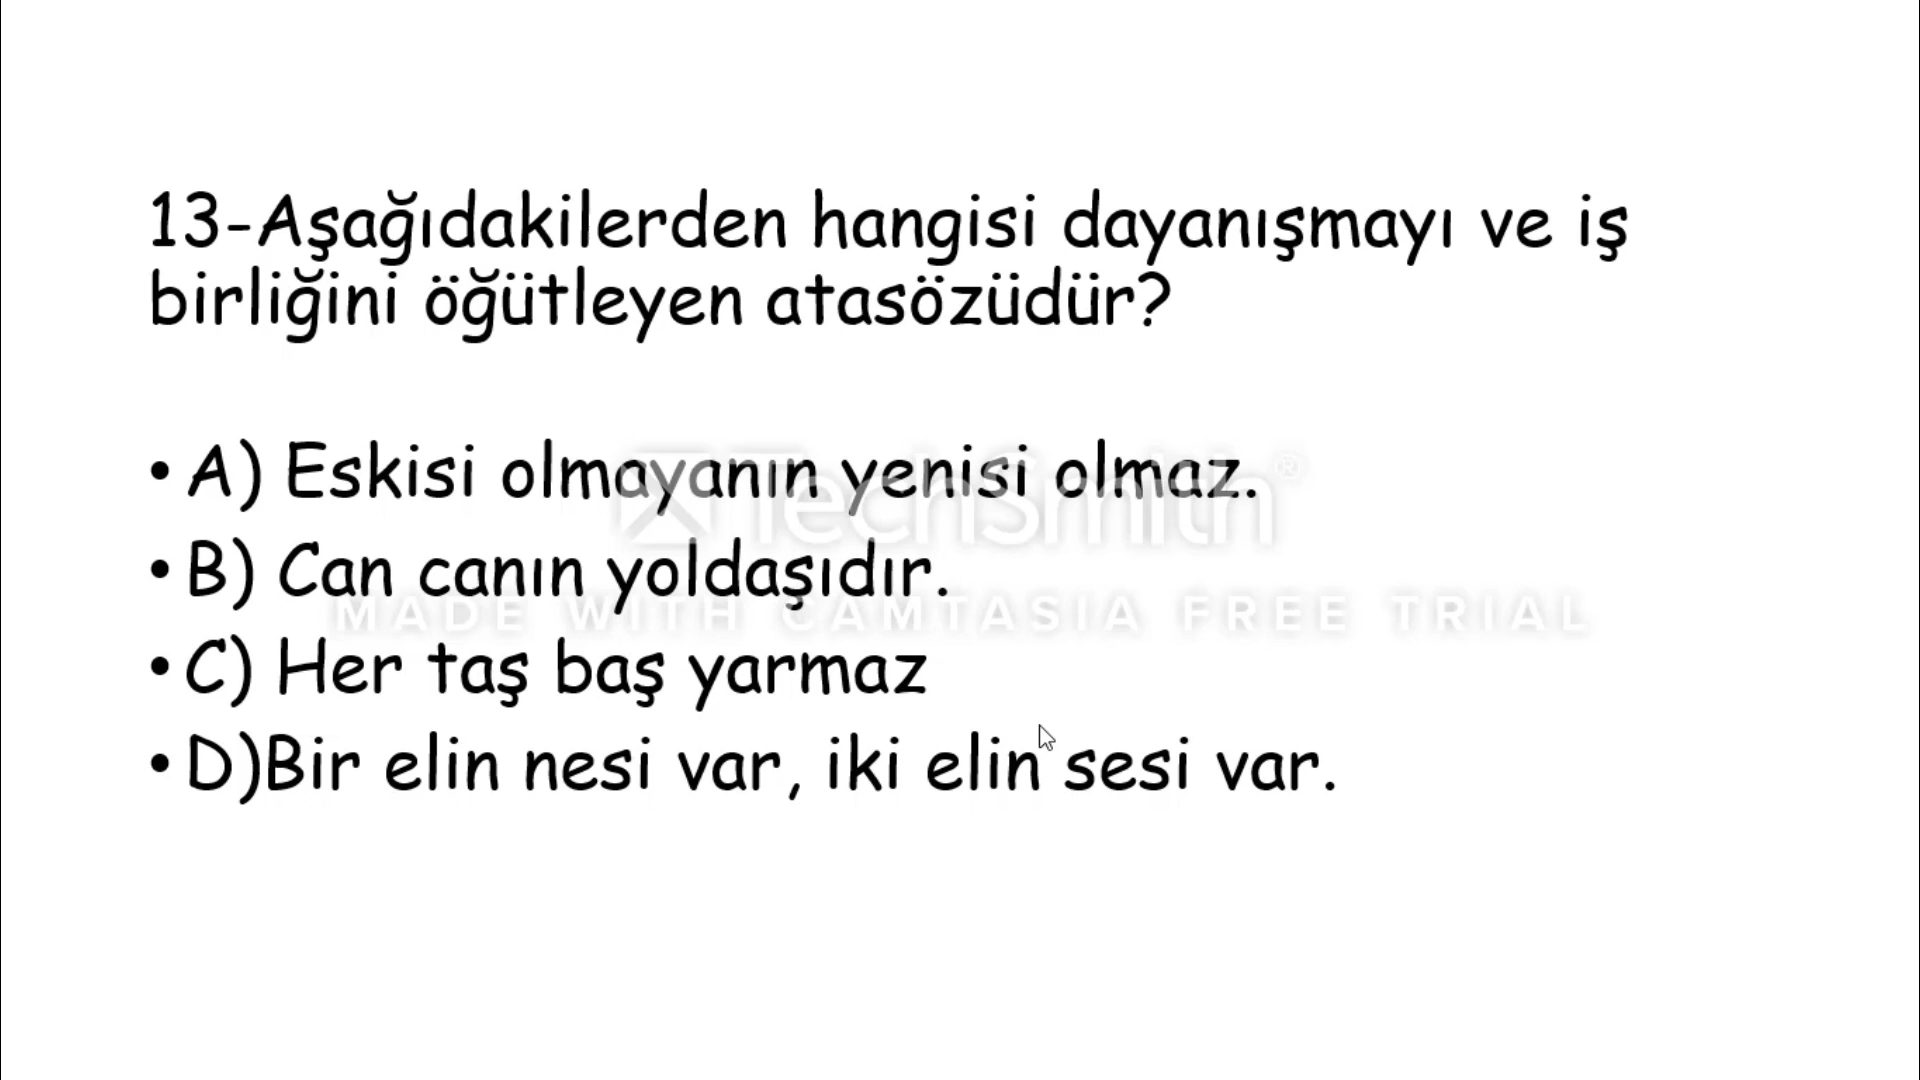 13-Aşağıdakilerden hangisi dayanışmayı ve iş
birliğini öğütleyen atasözüdür?
• A) Eskisi olmayanın yenisi olmaz.
TechSmith®
• B) Can canın yoldaşıdır.
MADE WITH CAMTASIA FREE TRIAL
• C) Her taş baş yarmaz
• D)Bir elin nesi var, iki elin sesi var.